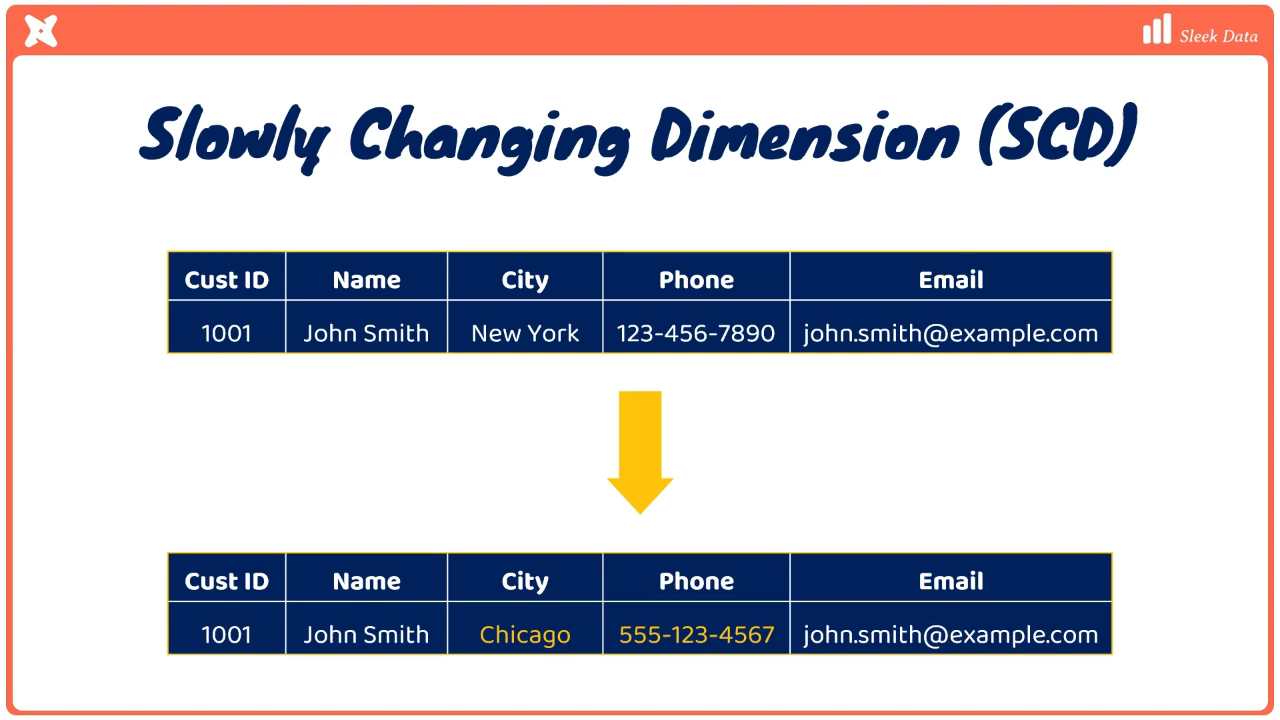 Sleek Data
Slowly Changing Dimension (SCD)
Cust ID Name City Phone Email
1001 John Smith New York 123-456-7890 john.smith@example.com
Cust ID Name City Phone Email
1001 John Smith Chicago 555-123-4567 john.smith@example.com